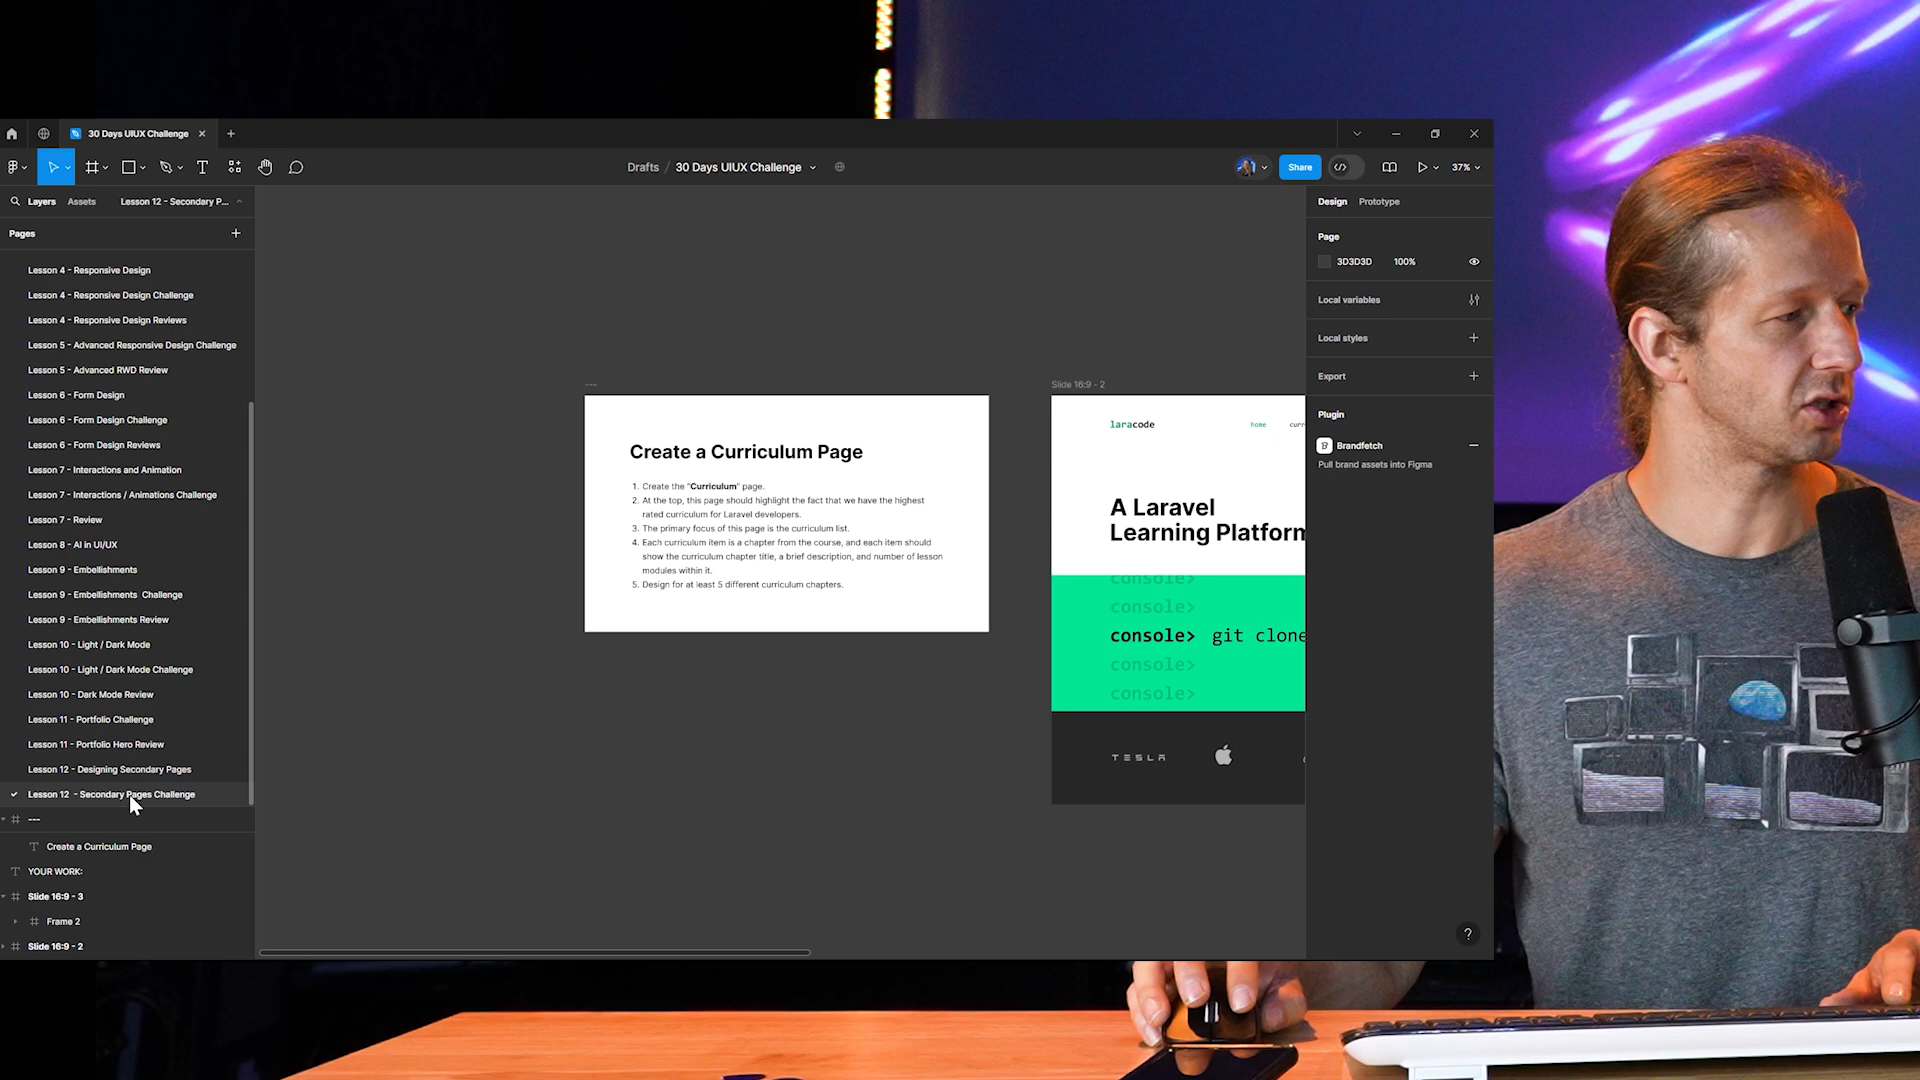 30 Days UIUX Challenge
Drafts / 30 Days UIUX Challenge
Share
37%
Layers
Assets
Lesson 12 - Secondary P...
Pages
Lesson 4 - Responsive Design
Lesson 4 - Responsive Design Challenge
Lesson 4 - Responsive Design Reviews
Lesson 5 - Advanced Responsive Design Challenge
Lesson 5 - Advanced RWD Review
Lesson 6 - Form Design
Lesson 6 - Form Design Challenge
Lesson 6 - Form Design Reviews
Lesson 7 - Interactions and Animation
Lesson 7 - Interactions / Animations Challenge
Lesson 7 - Review
Lesson 8 - AI in UI/UX
Lesson 9 - Embellishments
Lesson 9 - Embellishments Challenge
Lesson 9 - Embellishments Review
Lesson 10 - Light / Dark Mode
Lesson 10 - Light / Dark Mode Challenge
Lesson 10 - Dark Mode Review
Lesson 11 - Portfolio Challenge
Lesson 11 - Portfolio Hero Review
Lesson 12 - Designing Secondary Pages
Lesson 12 - Secondary Pages Challenge
---
Create a Curriculum Page
YOUR WORK:
Slide 16:9 - 3
Frame 2
Slide 16:9 - 2
---
Create a Curriculum Page
1. Create the "Curriculum" page.
2. At the top, this page should highlight the fact that we have the highest
rated curriculum for Laravel developers.
3. The primary focus of this page is the curriculum list.
4. Each curriculum item is a chapter from the course, and each item should
show the curriculum chapter title, a brief description, and number of lesson
modules within it.
5. Design for at least 5 different curriculum chapters.
Slide 16:9 - 2
laracode
home
curr
A Laravel
Learning Platform
console>
console>
console> git clone
console>
console>
TESLA
Design
Prototype
Page
3D3D3D
100%
Local variables
Local styles
Export
Plugin
Brandfetch
Pull brand assets into Figma
?